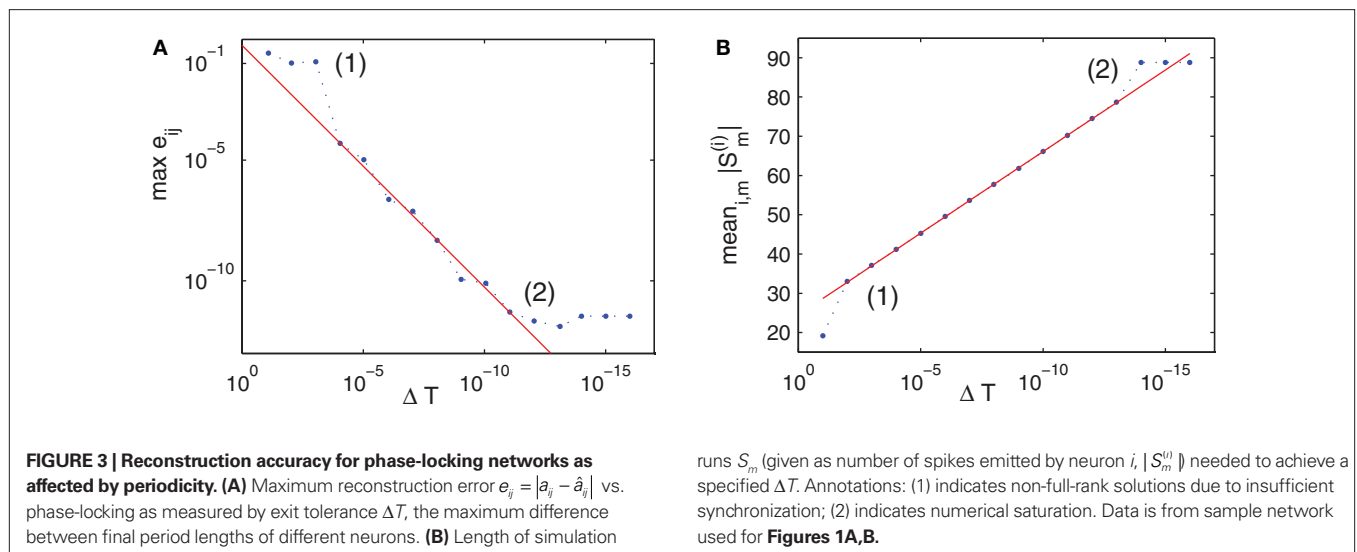 A
B
10⁻¹
10⁻⁵
10⁻¹⁰
max e_ij
(1)
(2)
10⁰
10⁻⁵
10⁻¹⁰
10⁻¹⁵
Δ T
90
80
70
60
50
40
30
20
mean_i,m |S_m^(i)|
(2)
(1)
10⁰
10⁻⁵
10⁻¹⁰
10⁻¹⁵
Δ T
FIGURE 3 | Reconstruction accuracy for phase-locking networks as
affected by periodicity. (A) Maximum reconstruction error e_ij = |a_ij − â_ij| vs.
phase-locking as measured by exit tolerance ΔT, the maximum difference
between final period lengths of different neurons. (B) Length of simulation
runs S_m (given as number of spikes emitted by neuron i, |S_m^(i)|) needed to achieve a
specified ΔT. Annotations: (1) indicates non-full-rank solutions due to insufficient
synchronization; (2) indicates numerical saturation. Data is from sample network
used for Figures 1A,B.